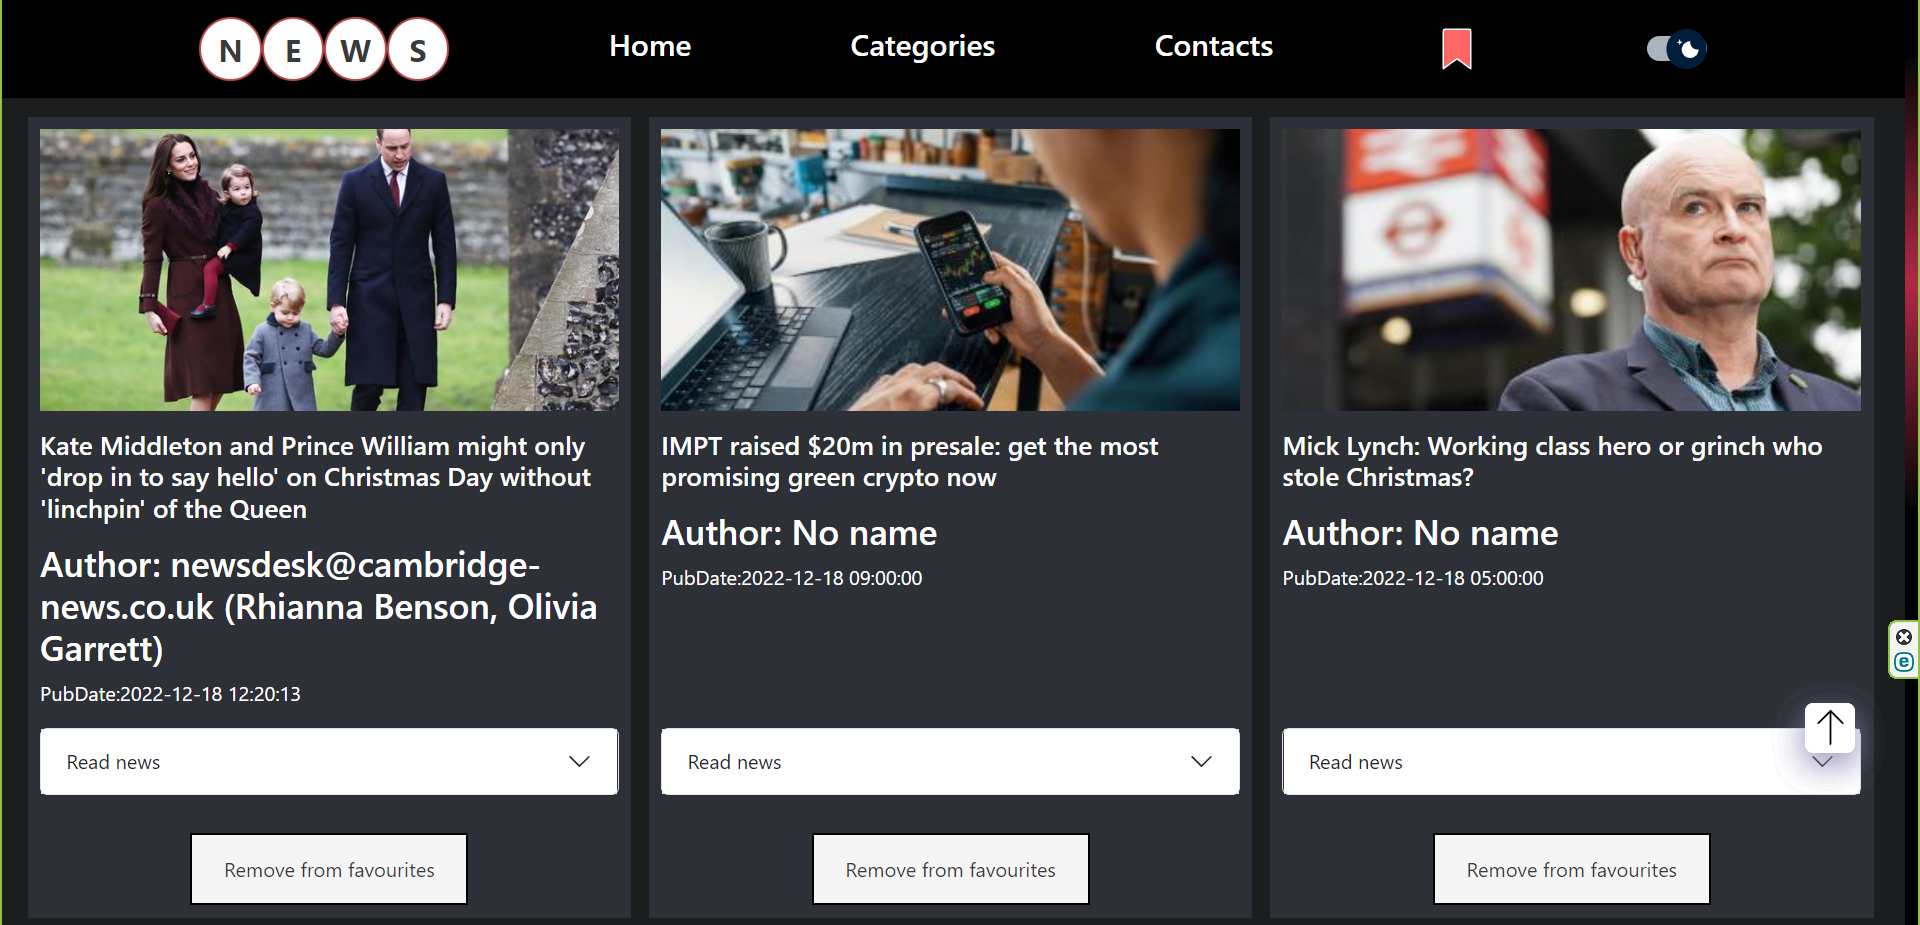 N E W S
Home
Categories
Contacts
Kate Middleton and Prince William might only
'drop in to say hello' on Christmas Day without
'linchpin' of the Queen
Author: newsdesk@cambridge-
news.co.uk (Rhianna Benson, Olivia
Garrett)
PubDate:2022-12-18 12:20:13
Read news
Remove from favourites
IMPT raised $20m in presale: get the most
promising green crypto now
Author: No name
PubDate:2022-12-18 09:00:00
Read news
Remove from favourites
Mick Lynch: Working class hero or grinch who
stole Christmas?
Author: No name
PubDate:2022-12-18 05:00:00
Read news
Remove from favourites